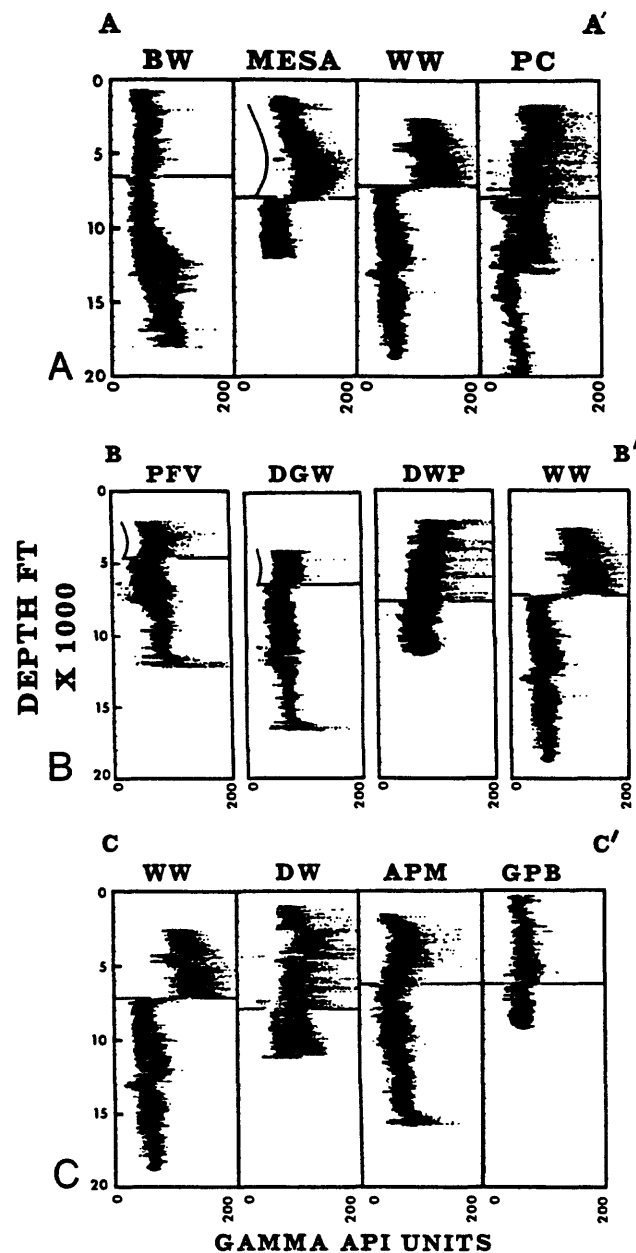 A A′
BW MESA WW PC
0
5
10
15
20
A
0 200 0 200 0 200 0 200
B B′
PFV DGW DWP WW
0
5
10
15
20
B
0 200 0 200 0 200 0 200
DEPTH FT
X 1000
C C′
WW DW APM GPB
0
5
10
15
20
C
0 200 0 200 0 200 0 200
GAMMA API UNITS